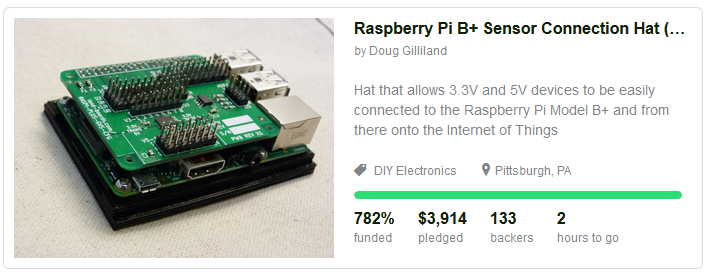 Raspberry Pi B+ Sensor Connection Hat (…
by Doug Gilliland
Hat that allows 3.3V and 5V devices to be easily
connected to the Raspberry Pi Model B+ and from
there onto the Internet of Things
DIY Electronics
Pittsburgh, PA
782% $3,914 133 2
funded pledged backers hours to go